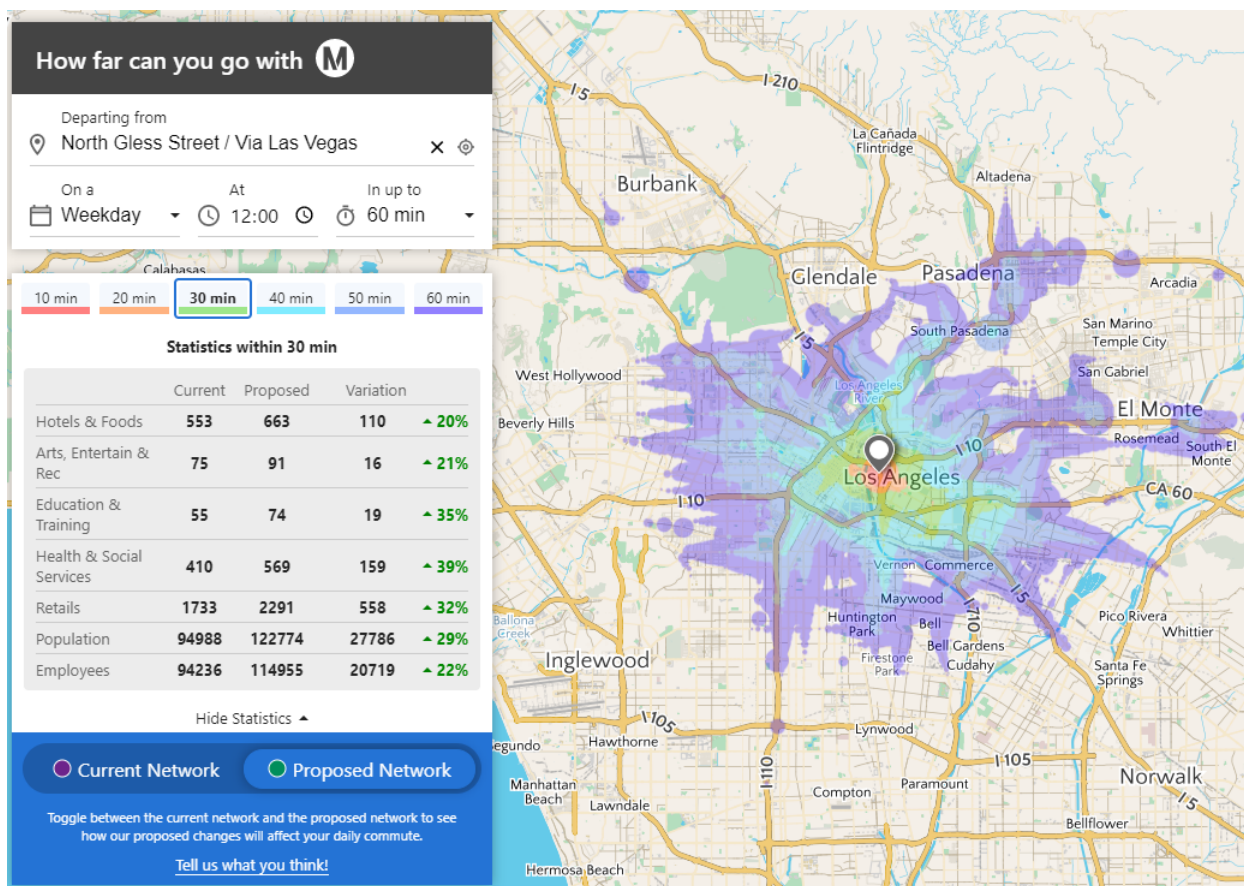 How far can you go with M
Departing from
North Gless Street / Via Las Vegas
On a
At
In up to
Weekday
12:00
60 min
Calabasas
10 min 20 min 30 min 40 min 50 min 60 min
Statistics within 30 min
Current Proposed Variation
Hotels & Foods 553 663 110 20%
Arts, Entertain &
Rec 75 91 16 21%
Education &
Training 55 74 19 35%
Health & Social
Services 410 569 159 39%
Retails 1733 2291 558 32%
Population 94988 122774 27786 29%
Employees 94236 114955 20719 22%
Hide Statistics
Current Network Proposed Network
Toggle between the current network and the proposed network to see
how our proposed changes will affect your daily commute.
Tell us what you think!
I 5
I 210
La Cañada
Flintridge
Burbank
Altadena
Glendale
Pasadena
Arcadia
I 5
South Pasadena
San Marino
Temple City
West Hollywood
Los Angeles
River
San Gabriel
Beverly Hills
El Monte
I 10
Rosemead
South El
Monte
Los Angeles
I 10
CA 60
Vernon
Commerce
Maywood
I 5
I 710
Ballona
Creek
Huntington
Park
Bell
Pico Rivera
Whittier
Bell Gardens
Inglewood
Firestone
Park
Cudahy
Santa Fe
Springs
I 105
Lynwood
Segundo
Hawthorne
I 105
I 110
Norwalk
Manhattan
Beach
Paramount
Compton
I 5
Lawndale
Bellflower
Hermosa Beach